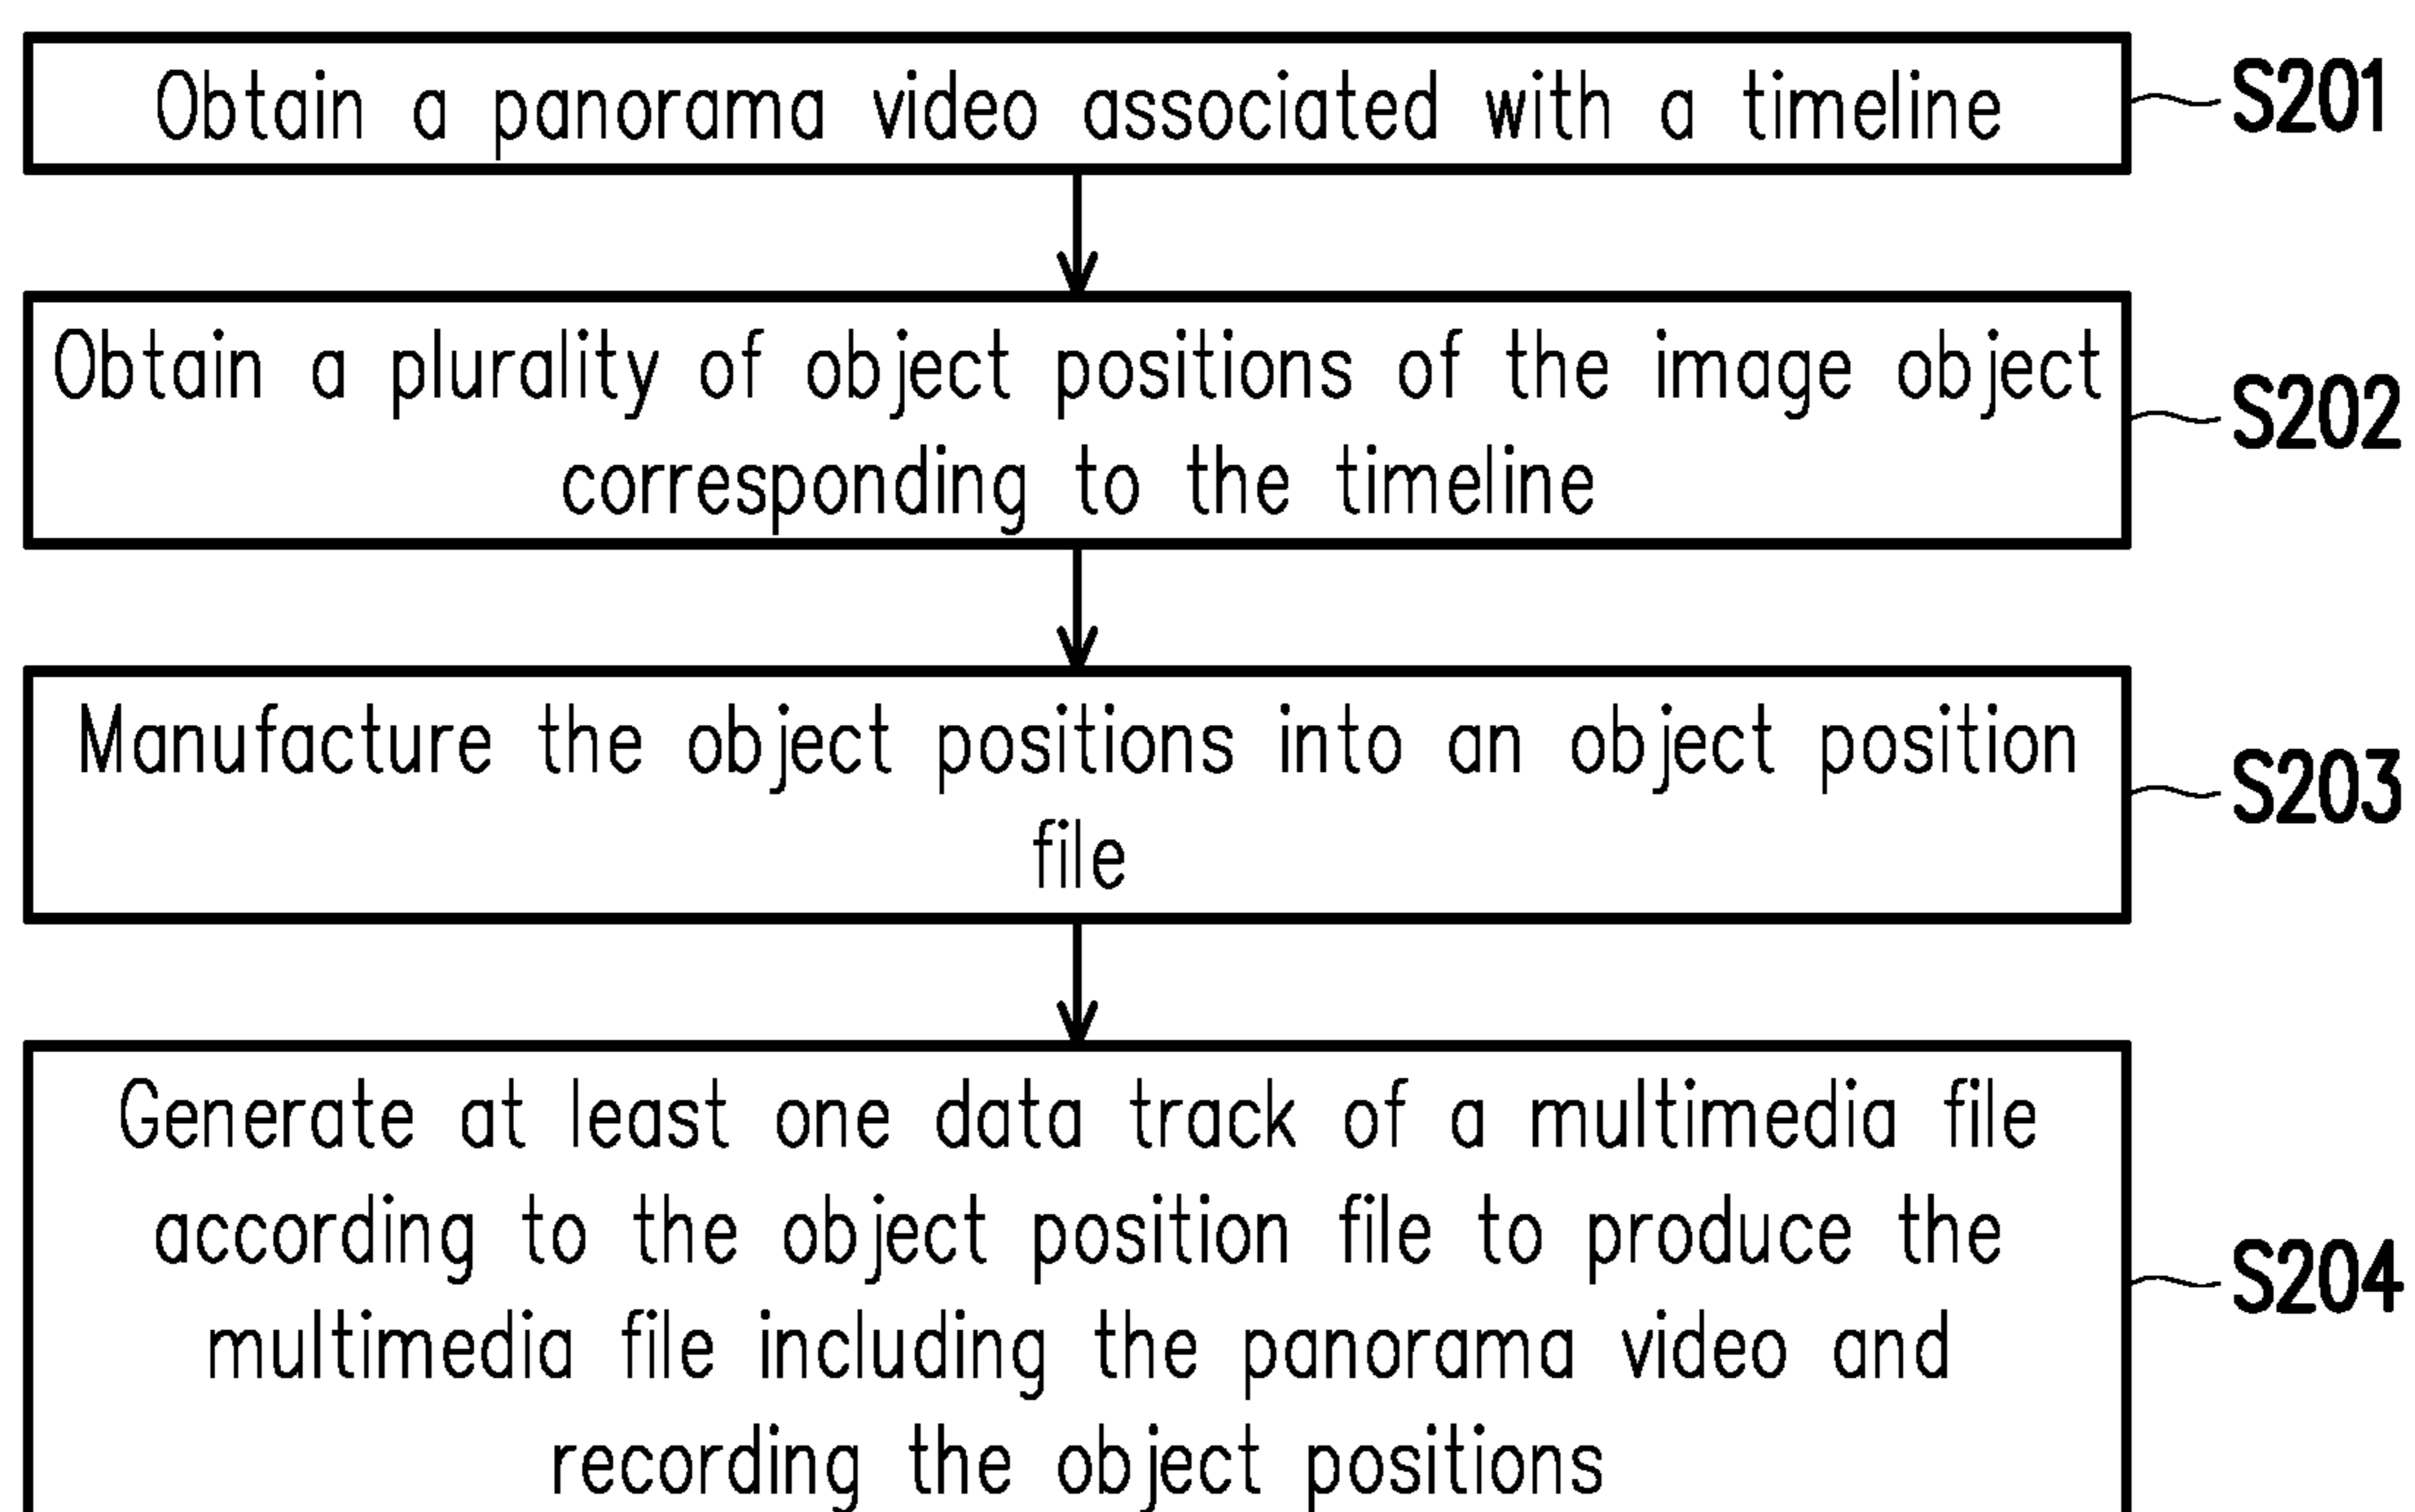 Obtain a panorama video associated with a timeline
S201
Obtain a plurality of object positions of the image object
corresponding to the timeline
S202
Manufacture the object positions into an object position
file
S203
Generate at least one data track of a multimedia file
according to the object position file to produce the
multimedia file including the panorama video and
recording the object positions
S204